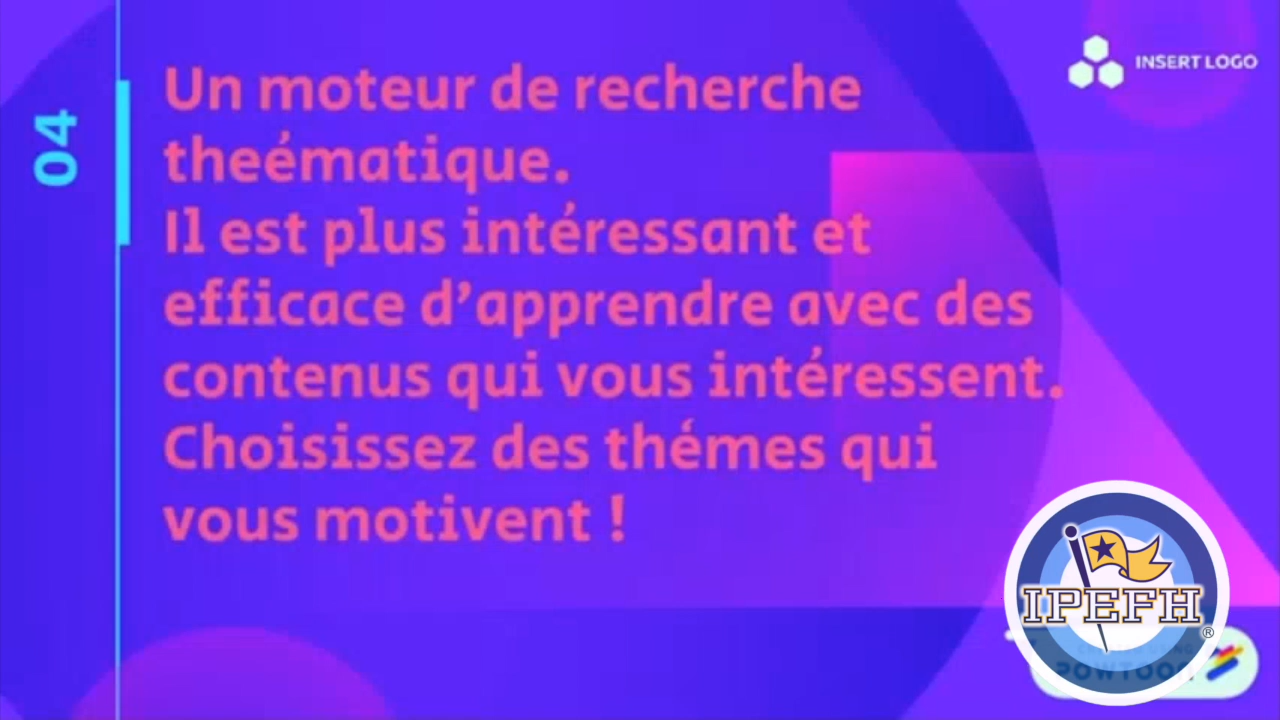 04
INSERT LOGO
Un moteur de recherche
theématique.
Il est plus intéressant et
efficace d’apprendre avec des
contenus qui vous intéressent.
Choisissez des thémes qui
vous motivent !
IPEFH
®
POWTOON